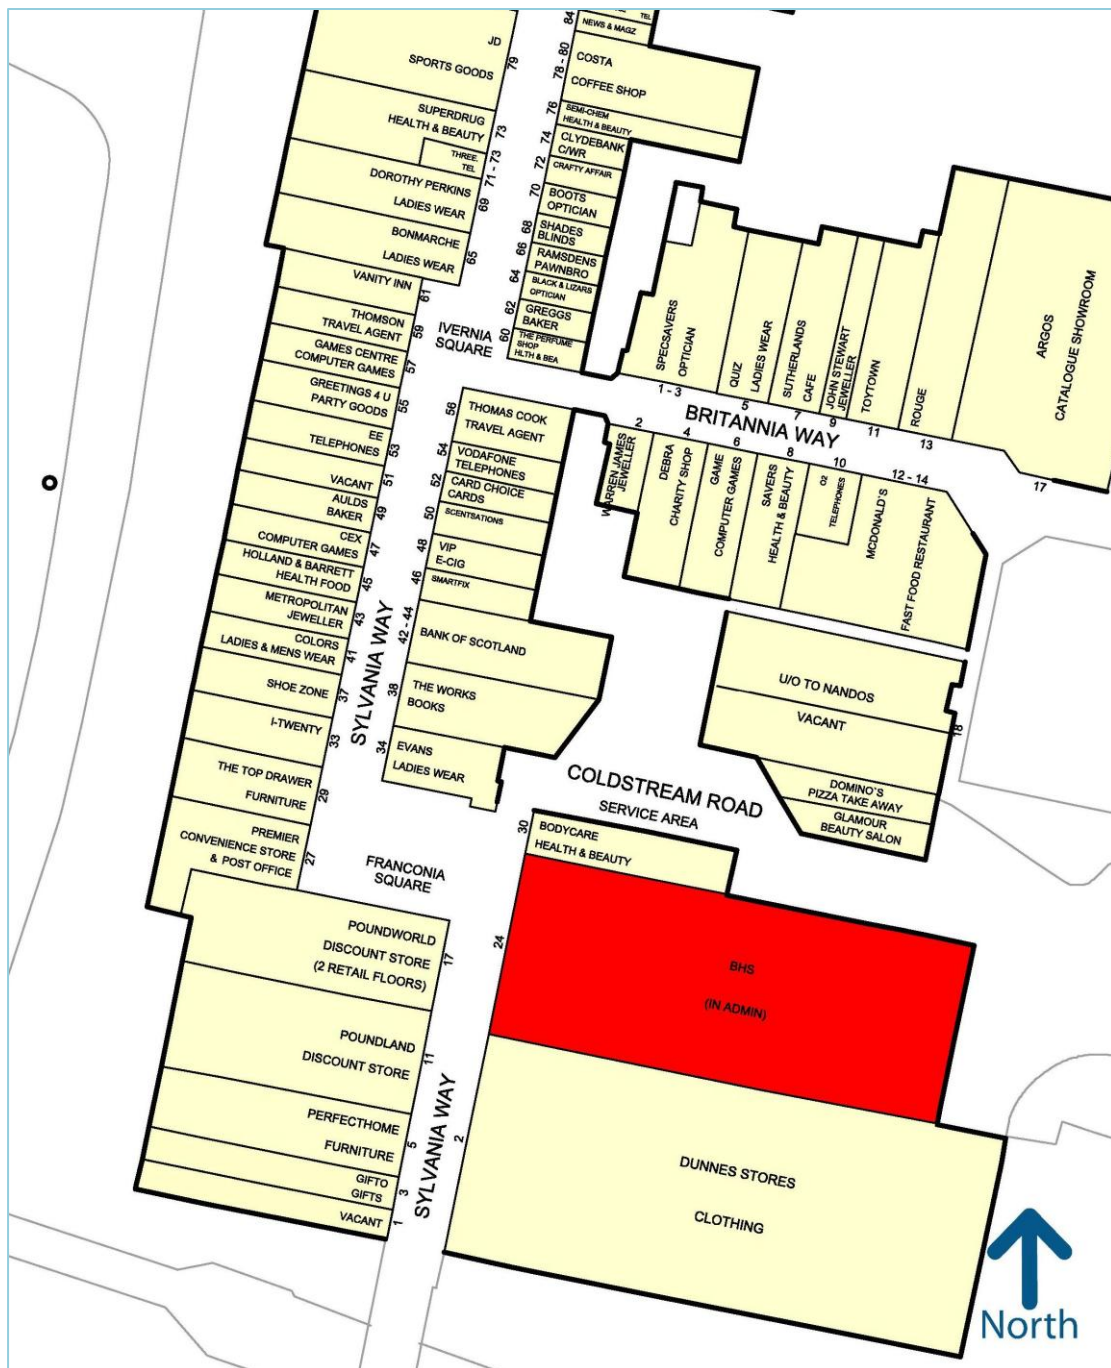 JD
SPORTS GOODS
79
SUPERDRUG
HEALTH & BEAUTY
73
THREE.
TEL
71 - 73
DOROTHY PERKINS
LADIES WEAR
69
BONMARCHE
LADIES WEAR
65
VANITY INN
61
THOMSON
TRAVEL AGENT
59
GAMES CENTRE
COMPUTER GAMES
57
GREETINGS 4 U
PARTY GOODS
55
EE
TELEPHONES
53
VACANT
51
AULDS
BAKER
49
CEX
COMPUTER GAMES
47
HOLLAND & BARRETT
HEALTH FOOD
45
METROPOLITAN
JEWELLER
43
COLORS
LADIES & MENS WEAR
41
SHOE ZONE
37
I-TWENTY
33
THE TOP DRAWER
FURNITURE
29
PREMIER
CONVENIENCE STORE
& POST OFFICE
27
POUNDWORLD
DISCOUNT STORE
(2 RETAIL FLOORS)
17
POUNDLAND
DISCOUNT STORE
11
PERFECTHOME
FURNITURE
5
GIFTO
GIFTS
3
VACANT
1
TEL
84
NEWS & MAGZ
78 - 80
COSTA
COFFEE SHOP
76
SEMI-CHEM
HEALTH & BEAUTY
74
CLYDEBANK
C/WR
72
CRAFTY AFFAIR
70
BOOTS
OPTICIAN
68
SHADES
BLINDS
66
RAMSDENS
PAWNBRO
64
BLACK & LIZARS
OPTICIAN
62
GREGGS
BAKER
60
THE PERFUME
SHOP
HLTH & BEA
IVERNIA
SQUARE
56
THOMAS COOK
TRAVEL AGENT
54
VODAFONE
TELEPHONES
52
CARD CHOICE
CARDS
50
SCENTSATIONS
48
VIP
E-CIG
46
SMARTFIX
42 - 44
BANK OF SCOTLAND
38
THE WORKS
BOOKS
34
EVANS
LADIES WEAR
SYLVANIA WAY
SPECSAVERS
OPTICIAN
1 - 3
QUIZ
LADIES WEAR
5
SUTHERLANDS
CAFE
7
JOHN STEWART
JEWELLER
9
TOYTOWN
11
ROUGE
13
ARGOS
CATALOGUE SHOWROOM
17
BRITANNIA WAY
2
WARREN JAMES
JEWELLER
4
DEBRA
CHARITY SHOP
6
GAME
COMPUTER GAMES
8
SAVERS
HEALTH & BEAUTY
10
O2
TELEPHONES
12 - 14
MCDONALD'S
FAST FOOD RESTAURANT
U/O TO NANDOS
VACANT
18
DOMINO`S
PIZZA TAKE AWAY
GLAMOUR
BEAUTY SALON
COLDSTREAM ROAD
SERVICE AREA
30
BODYCARE
HEALTH & BEAUTY
FRANCONIA
SQUARE
24
BHS
(IN ADMIN)
SYLVANIA WAY
2
DUNNES STORES
CLOTHING
North